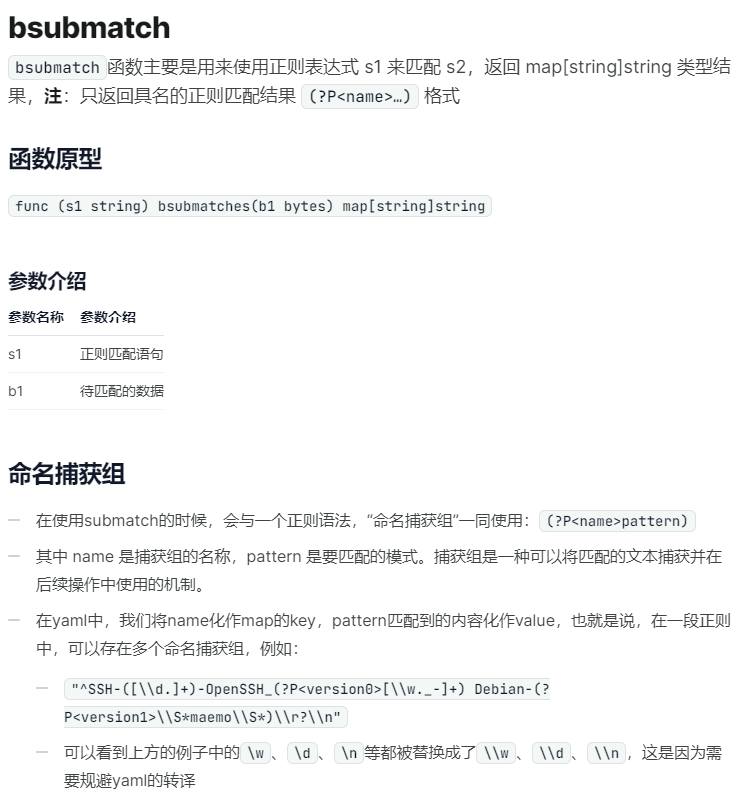 bsubmatch
bsubmatch函数主要是用来使用正则表达式 s1 来匹配 s2，返回 map[string]string 类型结
果，注：只返回具名的正则匹配结果 (?P<name>…) 格式
函数原型
func (s1 string) bsubmatches(b1 bytes) map[string]string
参数介绍
参数名称 参数介绍
s1 正则匹配语句
b1 待匹配的数据
命名捕获组
— 在使用submatch的时候，会与一个正则语法，“命名捕获组”一同使用：(?P<name>pattern)
— 其中 name 是捕获组的名称，pattern 是要匹配的模式。捕获组是一种可以将匹配的文本捕获并在
后续操作中使用的机制。
— 在yaml中，我们将name化作map的key，pattern匹配到的内容化作value，也就是说，在一段正则
中，可以存在多个命名捕获组，例如：
— "^SSH-([\\d.]+)-OpenSSH_(?P<version0>[\\w._-]+) Debian-(?
P<version1>\\S*maemo\\S*)\\r?\\n"
— 可以看到上方的例子中的\w、\d、\n等都被替换成了\\w、\\d、\\n，这是因为需
要规避yaml的转译